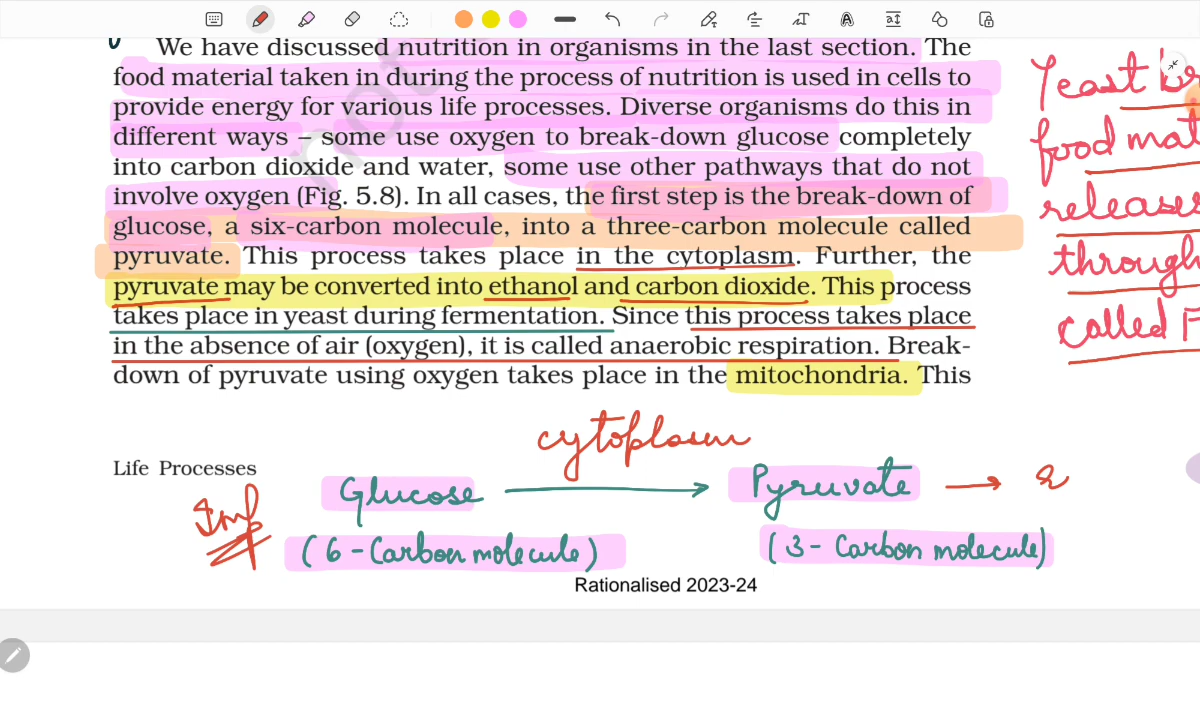 We have discussed nutrition in organisms in the last section. The
food material taken in during the process of nutrition is used in cells to
provide energy for various life processes. Diverse organisms do this in
different ways – some use oxygen to break-down glucose completely
into carbon dioxide and water, some use other pathways that do not
involve oxygen (Fig. 5.8). In all cases, the first step is the break-down of
glucose, a six-carbon molecule, into a three-carbon molecule called
pyruvate. This process takes place in the cytoplasm. Further, the
pyruvate may be converted into ethanol and carbon dioxide. This process
takes place in yeast during fermentation. Since this process takes place
in the absence of air (oxygen), it is called anaerobic respiration. Break-
down of pyruvate using oxygen takes place in the mitochondria. This
not
Yeast
food mat
releases
through
called F
cytoplasm
Life Processes
Imp
Glucose
Pyruvate
(6-Carbon molecule)
(3- Carbon molecule)
Rationalised 2023-24